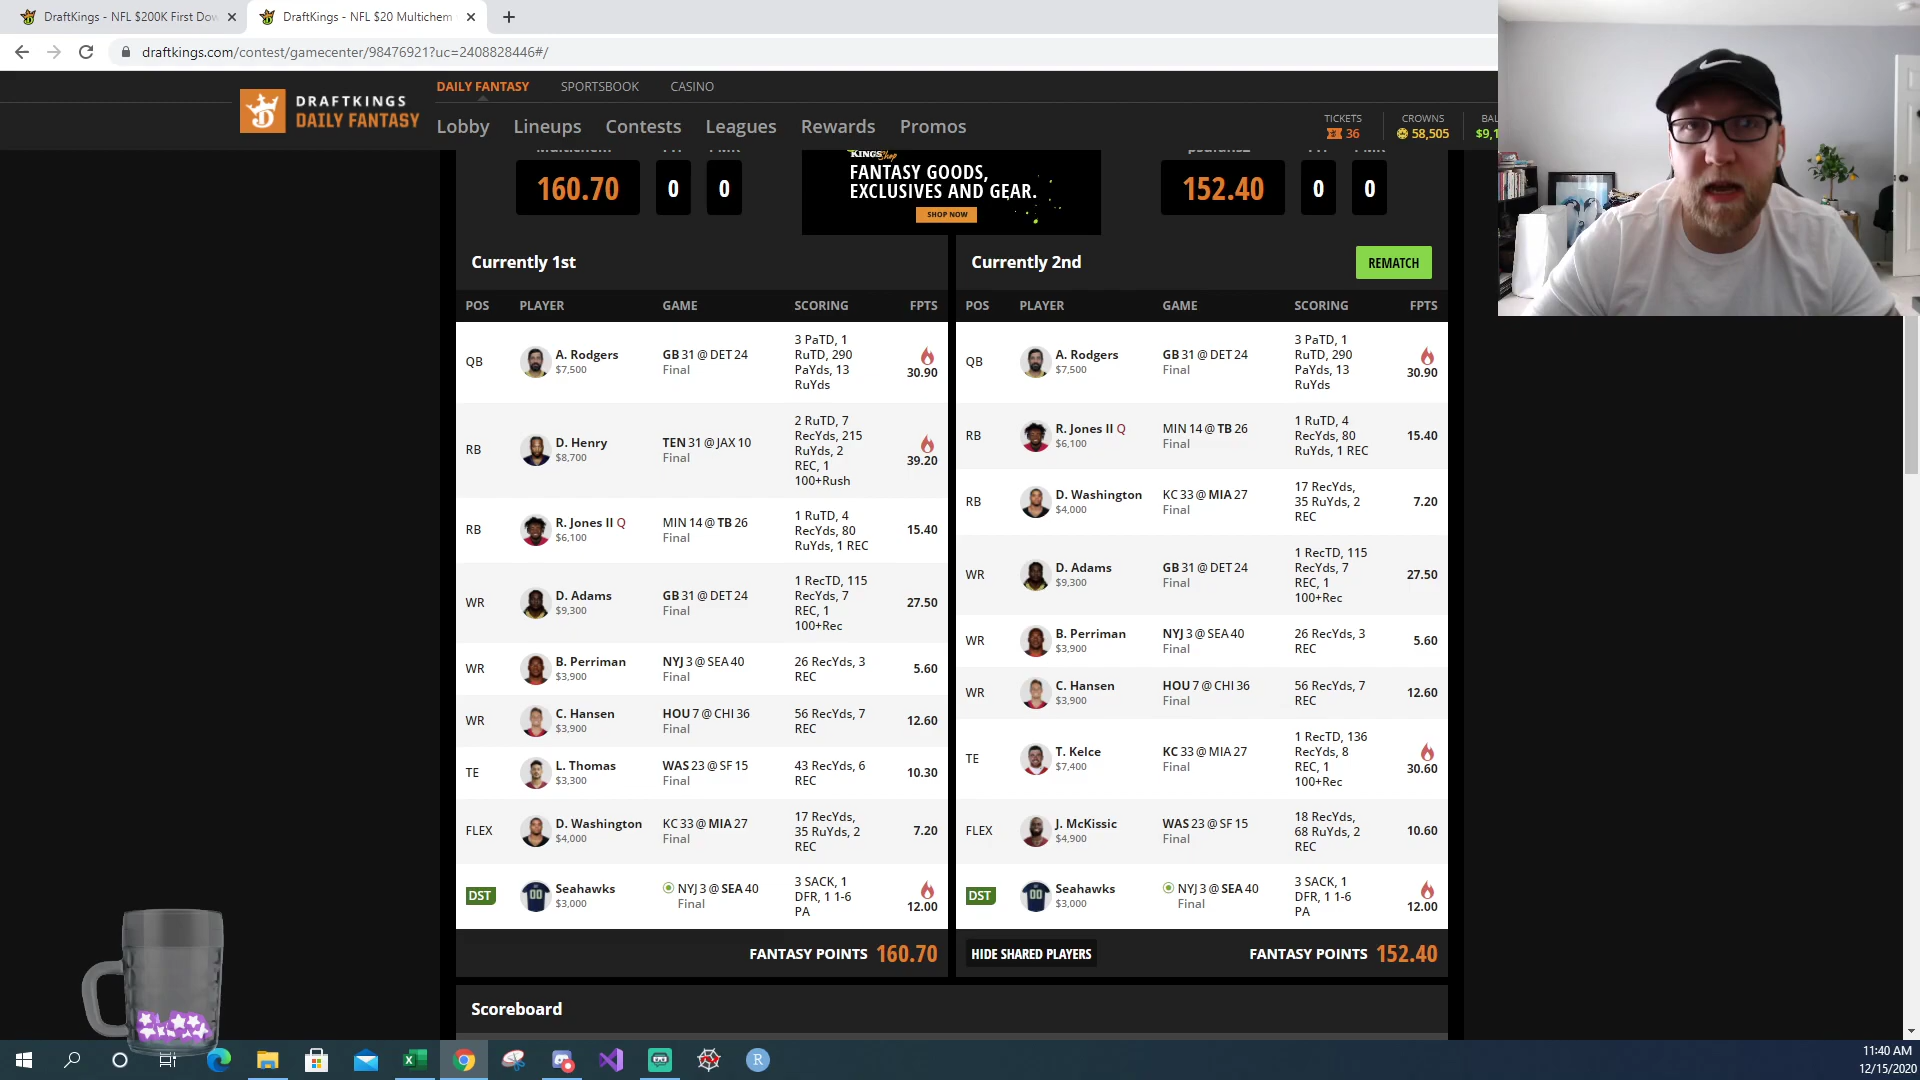 DraftKings - NFL $200K First Dow
DraftKings - NFL $20 Multichem
draftkings.com/contest/gamecenter/98476921?uc=2408828446#/
DAILY FANTASY
SPORTSBOOK
CASINO
DRAFTKINGS
DAILY FANTASY
Lobby
Lineups
Contests
Leagues
Rewards
Promos
TICKETS
36
CROWNS
58,505
BAL
$9,1
160.70
0
0
KINGS Shop
FANTASY GOODS,
EXCLUSIVES AND GEAR.
SHOP NOW
152.40
0
0
Currently 1st
POS PLAYER GAME SCORING FPTS
QB A. Rodgers $7,500 GB 31 @ DET 24 Final 3 PaTD, 1 RuTD, 290 PaYds, 13 RuYds 30.90
RB D. Henry $8,700 TEN 31 @ JAX 10 Final 2 RuTD, 7 RecYds, 215 RuYds, 2 REC, 1 100+Rush 39.20
RB R. Jones II Q $6,100 MIN 14 @ TB 26 Final 1 RuTD, 4 RecYds, 80 RuYds, 1 REC 15.40
WR D. Adams $9,300 GB 31 @ DET 24 Final 1 RecTD, 115 RecYds, 7 REC, 1 100+Rec 27.50
WR B. Perriman $3,900 NYJ 3 @ SEA 40 Final 26 RecYds, 3 REC 5.60
WR C. Hansen $3,900 HOU 7 @ CHI 36 Final 56 RecYds, 7 REC 12.60
TE L. Thomas $3,300 WAS 23 @ SF 15 Final 43 RecYds, 6 REC 10.30
FLEX D. Washington $4,000 KC 33 @ MIA 27 Final 17 RecYds, 35 RuYds, 2 REC 7.20
DST Seahawks $3,000 NYJ 3 @ SEA 40 Final 3 SACK, 1 DFR, 1 1-6 PA 12.00
FANTASY POINTS 160.70
Currently 2nd
REMATCH
POS PLAYER GAME SCORING FPTS
QB A. Rodgers $7,500 GB 31 @ DET 24 Final 3 PaTD, 1 RuTD, 290 PaYds, 13 RuYds 30.90
RB R. Jones II Q $6,100 MIN 14 @ TB 26 Final 1 RuTD, 4 RecYds, 80 RuYds, 1 REC 15.40
RB D. Washington $4,000 KC 33 @ MIA 27 Final 17 RecYds, 35 RuYds, 2 REC 7.20
WR D. Adams $9,300 GB 31 @ DET 24 Final 1 RecTD, 115 RecYds, 7 REC, 1 100+Rec 27.50
WR B. Perriman $3,900 NYJ 3 @ SEA 40 Final 26 RecYds, 3 REC 5.60
WR C. Hansen $3,900 HOU 7 @ CHI 36 Final 56 RecYds, 7 REC 12.60
TE T. Kelce $7,400 KC 33 @ MIA 27 Final 1 RecTD, 136 RecYds, 8 REC, 1 100+Rec 30.60
FLEX J. McKissic $4,900 WAS 23 @ SF 15 Final 18 RecYds, 68 RuYds, 2 REC 10.60
DST Seahawks $3,000 NYJ 3 @ SEA 40 Final 3 SACK, 1 DFR, 1 1-6 PA 12.00
HIDE SHARED PLAYERS
FANTASY POINTS 152.40
Scoreboard
11:40 AM
12/15/2020